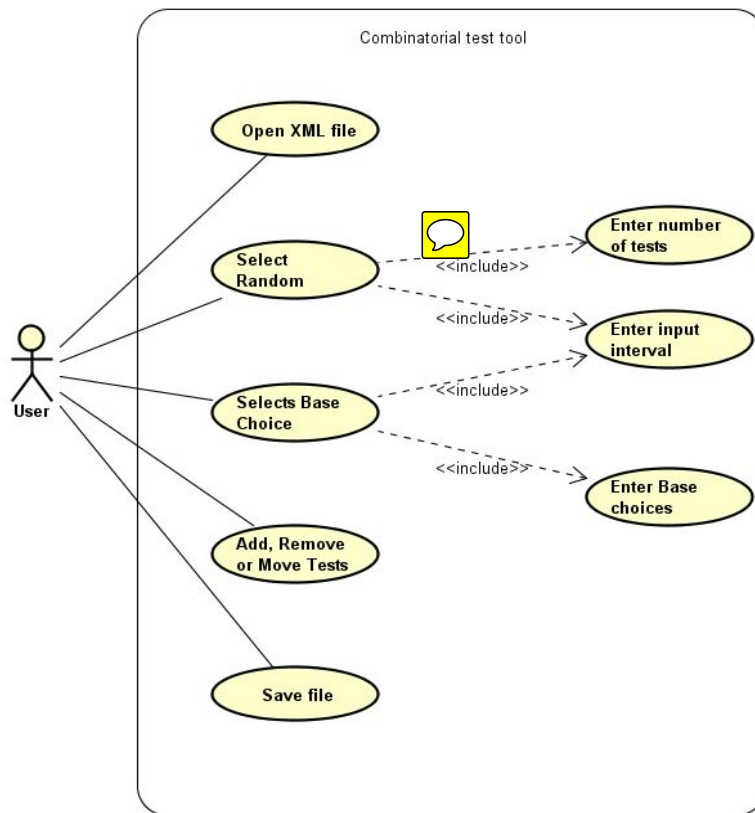 Combinatorial test tool
Open XML file
Select
Random
<<include>>
Enter number
of tests
<<include>>
Enter input
interval
User
Selects Base
Choice
<<include>>
<<include>>
Enter Base
choices
Add, Remove
or Move Tests
Save file